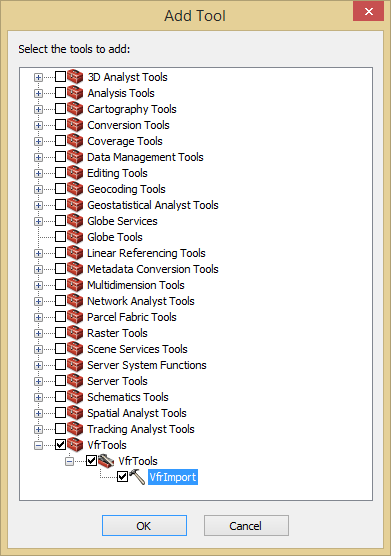 Add Tool
Select the tools to add:
3D Analyst Tools
Analysis Tools
Cartography Tools
Conversion Tools
Coverage Tools
Data Management Tools
Editing Tools
Geocoding Tools
Geostatistical Analyst Tools
Globe Services
Globe Tools
Linear Referencing Tools
Metadata Conversion Tools
Multidimension Tools
Network Analyst Tools
Parcel Fabric Tools
Raster Tools
Scene Services Tools
Server System Functions
Server Tools
Schematics Tools
Spatial Analyst Tools
Tracking Analyst Tools
VfrTools
VfrTools
VfrImport
OK Cancel